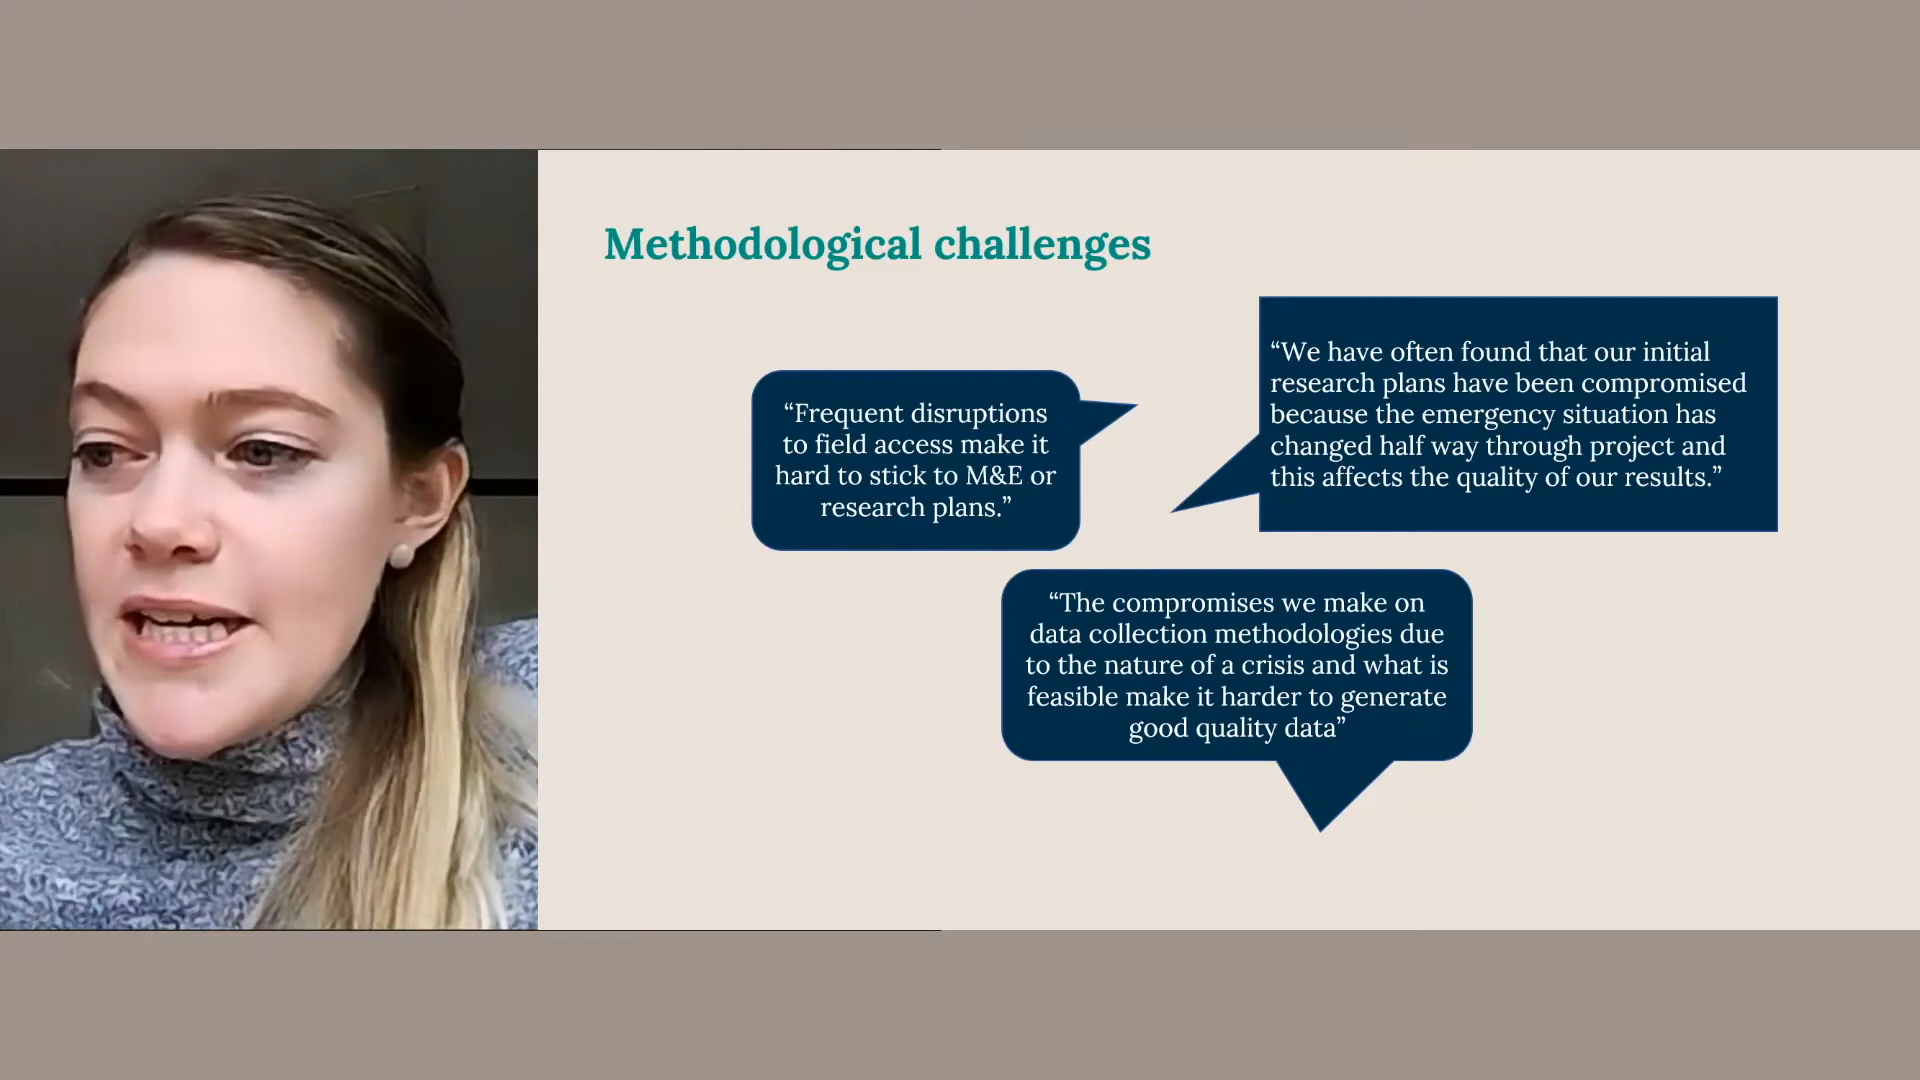 Methodological challenges
“Frequent disruptions
to field access make it
hard to stick to M&E or
research plans.”
“We have often found that our initial
research plans have been compromised
because the emergency situation has
changed half way through project and
this affects the quality of our results.”
“The compromises we make on
data collection methodologies due
to the nature of a crisis and what is
feasible make it harder to generate
good quality data”